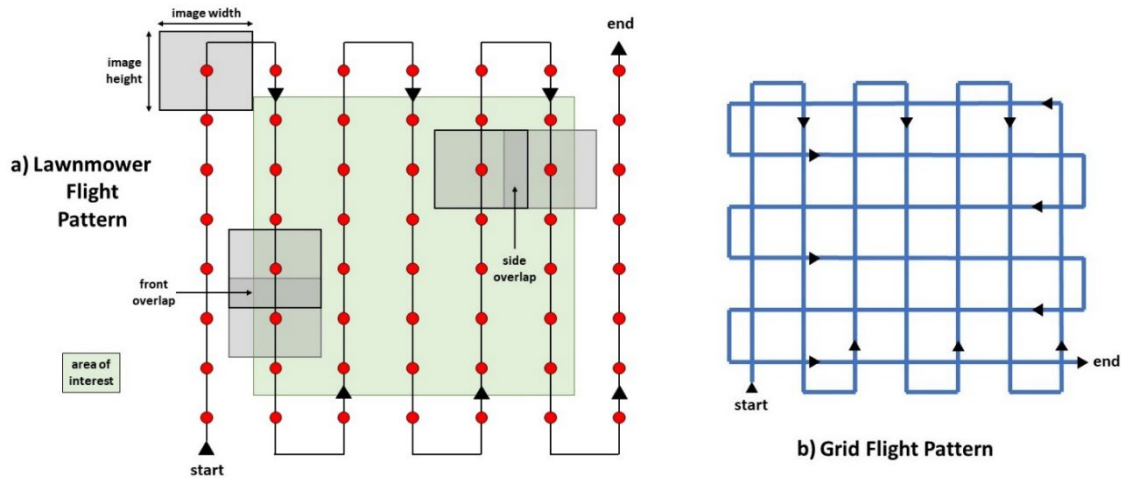 image width
image
height
end
a) Lawnmower
Flight
Pattern
side
overlap
front
overlap
area of
interest
start
end
start
b) Grid Flight Pattern